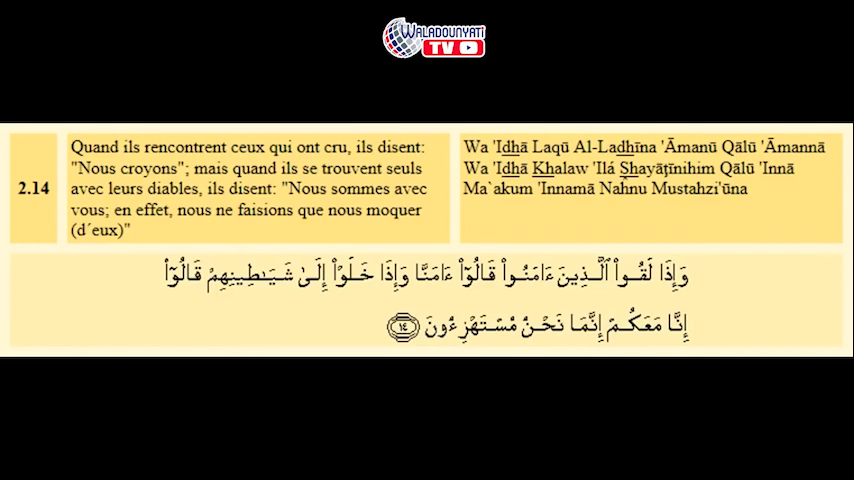 WALADOUNYATI
TV
2.14
Quand ils rencontrent ceux qui ont cru, ils disent:
"Nous croyons"; mais quand ils se trouvent seuls
avec leurs diables, ils disent: "Nous sommes avec
vous; en effet, nous ne faisions que nous moquer
(d´eux)"
Wa 'Idhā Laqū Al-Ladhīna 'Āmanū Qālū 'Āmannā
Wa 'Idhā Khalaw 'Ilá Shayāţīnihim Qālū 'Innā
Ma`akum 'Innamā Naĥnu Mustahzi'ūna
وَإِذَا لَقُوا۟ ٱلَّذِينَ ءَامَنُوا۟ قَالُوٓا۟ ءَامَنَّا وَإِذَا خَلَوْا۟ إِلَىٰ شَيَـٰطِينِهِمْ قَالُوٓا۟
إِنَّا مَعَكُمْ إِنَّمَا نَحْنُ مُسْتَهْزِءُونَ ١٤